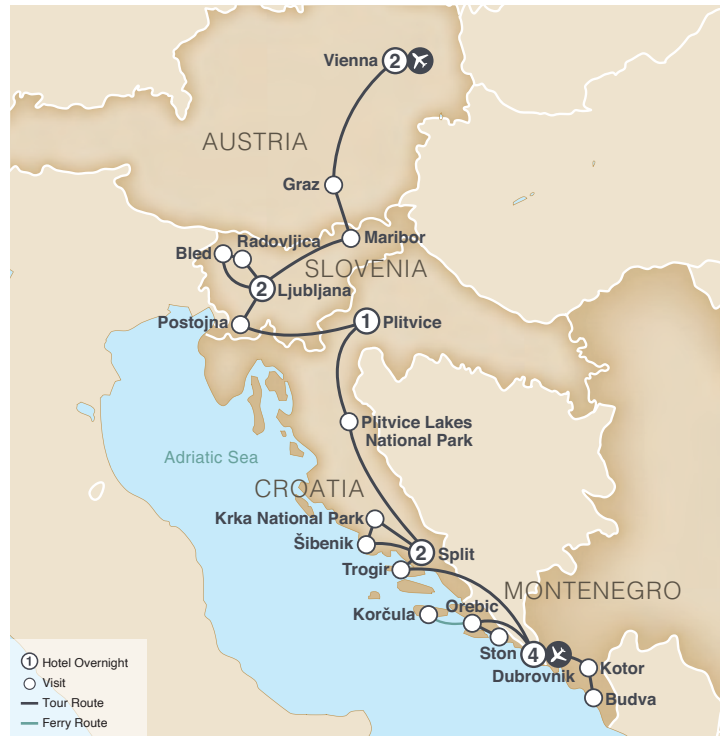 Vienna
2
AUSTRIA
Graz
Maribor
Radovljica
Bled
SLOVENIA
2
Ljubljana
Postojna
1
Plitvice
Plitvice Lakes
National Park
Adriatic Sea
CROATIA
Krka National Park
Šibenik
2
Split
Trogir
MONTENEGRO
Korčula
Orebic
Ston
4
Dubrovnik
Kotor
Budva
1 Hotel Overnight
Visit
Tour Route
Ferry Route